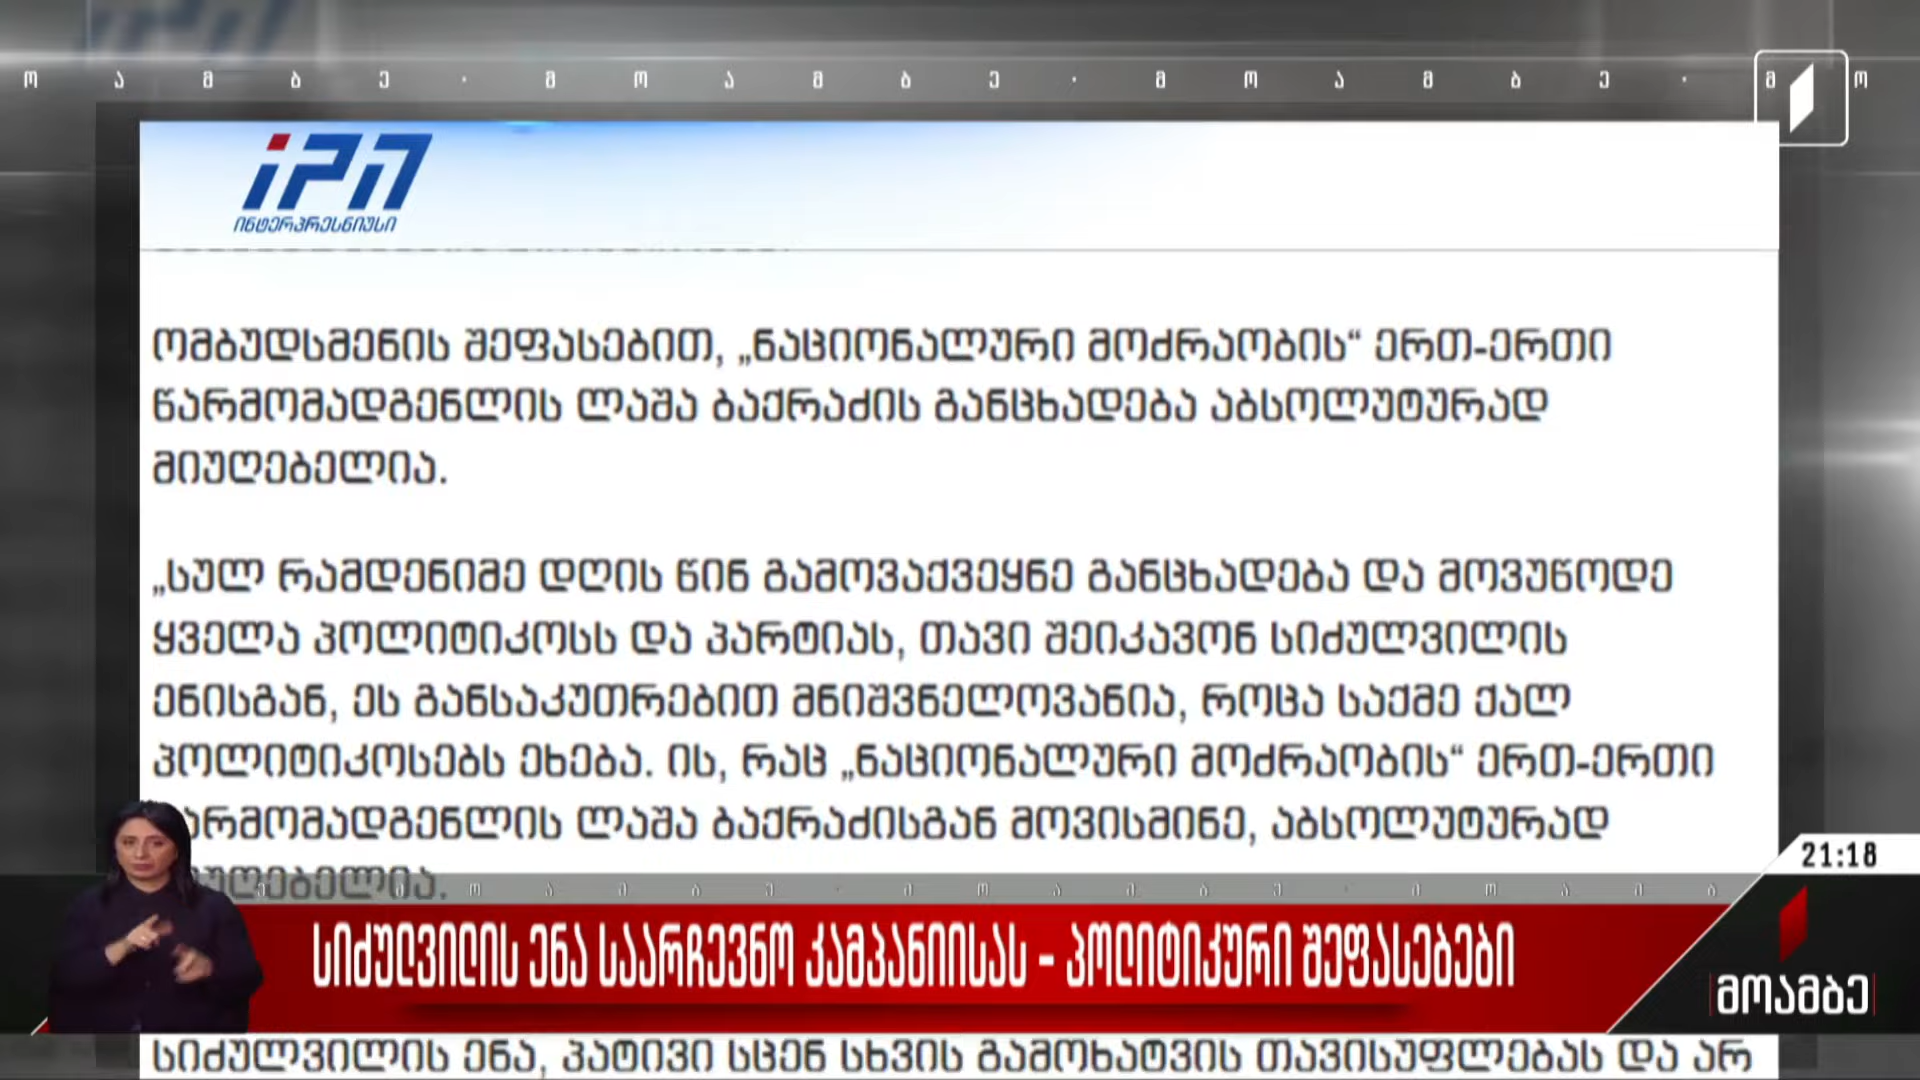 ო ა მ ბ ე · მ ო ა მ ბ ე · მ ო ა მ ბ ე · მ ო
იპნ
ინტერპრესნიუსი
ომბუდსმენის შეფასებით, „ნაციონალური მოძრაობის“ ერთ-ერთი
წარმომადგენლის ლაშა ბაქრაძის განცხადება აბსოლუტურად
მიუღებელია.
„სულ რამდენიმე დღის წინ გამოვაქვეყნე განცხადება და მოვუწოდე
ყველა პოლიტიკოსს და პარტიას, თავი შეიკავონ სიძულვილის
ენისგან, ეს განსაკუთრებით მნიშვნელოვანია, როცა საქმე ქალ
პოლიტიკოსებს ეხება. ის, რაც „ნაციონალური მოძრაობის“ ერთ-ერთი
არმომადგენლის ლაშა ბაქრაძისგან მოვისმინე, აბსოლუტურად
უღებელია.
21:18
სიძულვილის ენა საარჩევნო კამპანიისას - პოლიტიკური შეფასებები
მოამბე
სიძულვილის ენა, პატივი სცენ სხვის გამოხატვის თავისუფლებას და არ